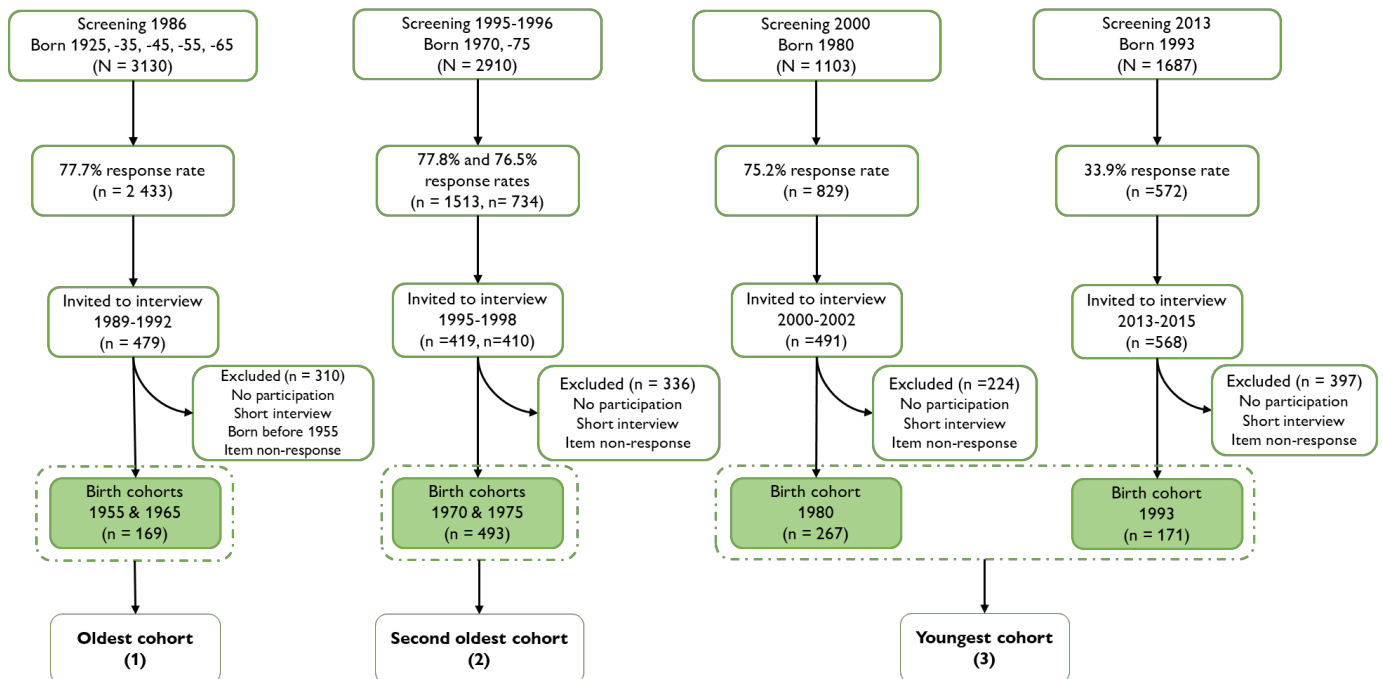 Screening 1986
Born 1925, -35, -45, -55, -65
(N = 3130)
77.7% response rate
(n = 2 433)
Invited to interview
1989-1992
(n = 479)
Excluded (n = 310)
No participation
Short interview
Born before 1955
Item non-response
Birth cohorts
1955 & 1965
(n = 169)
Oldest cohort
(1)
Screening 1995-1996
Born 1970, -75
(N = 2910)
77.8% and 76.5%
response rates
(n = 1513, n= 734)
Invited to interview
1995-1998
(n =419, n=410)
Excluded (n = 336)
No participation
Short interview
Item non-response
Birth cohorts
1970 & 1975
(n = 493)
Second oldest cohort
(2)
Screening 2000
Born 1980
(N = 1103)
75.2% response rate
(n = 829)
Invited to interview
2000-2002
(n =491)
Excluded (n =224)
No participation
Short interview
Item non-response
Birth cohort
1980
(n = 267)
Screening 2013
Born 1993
(N = 1687)
33.9% response rate
(n =572)
Invited to interview
2013-2015
(n =568)
Excluded (n = 397)
No participation
Short interview
Item non-response
Birth cohort
1993
(n = 171)
Youngest cohort
(3)